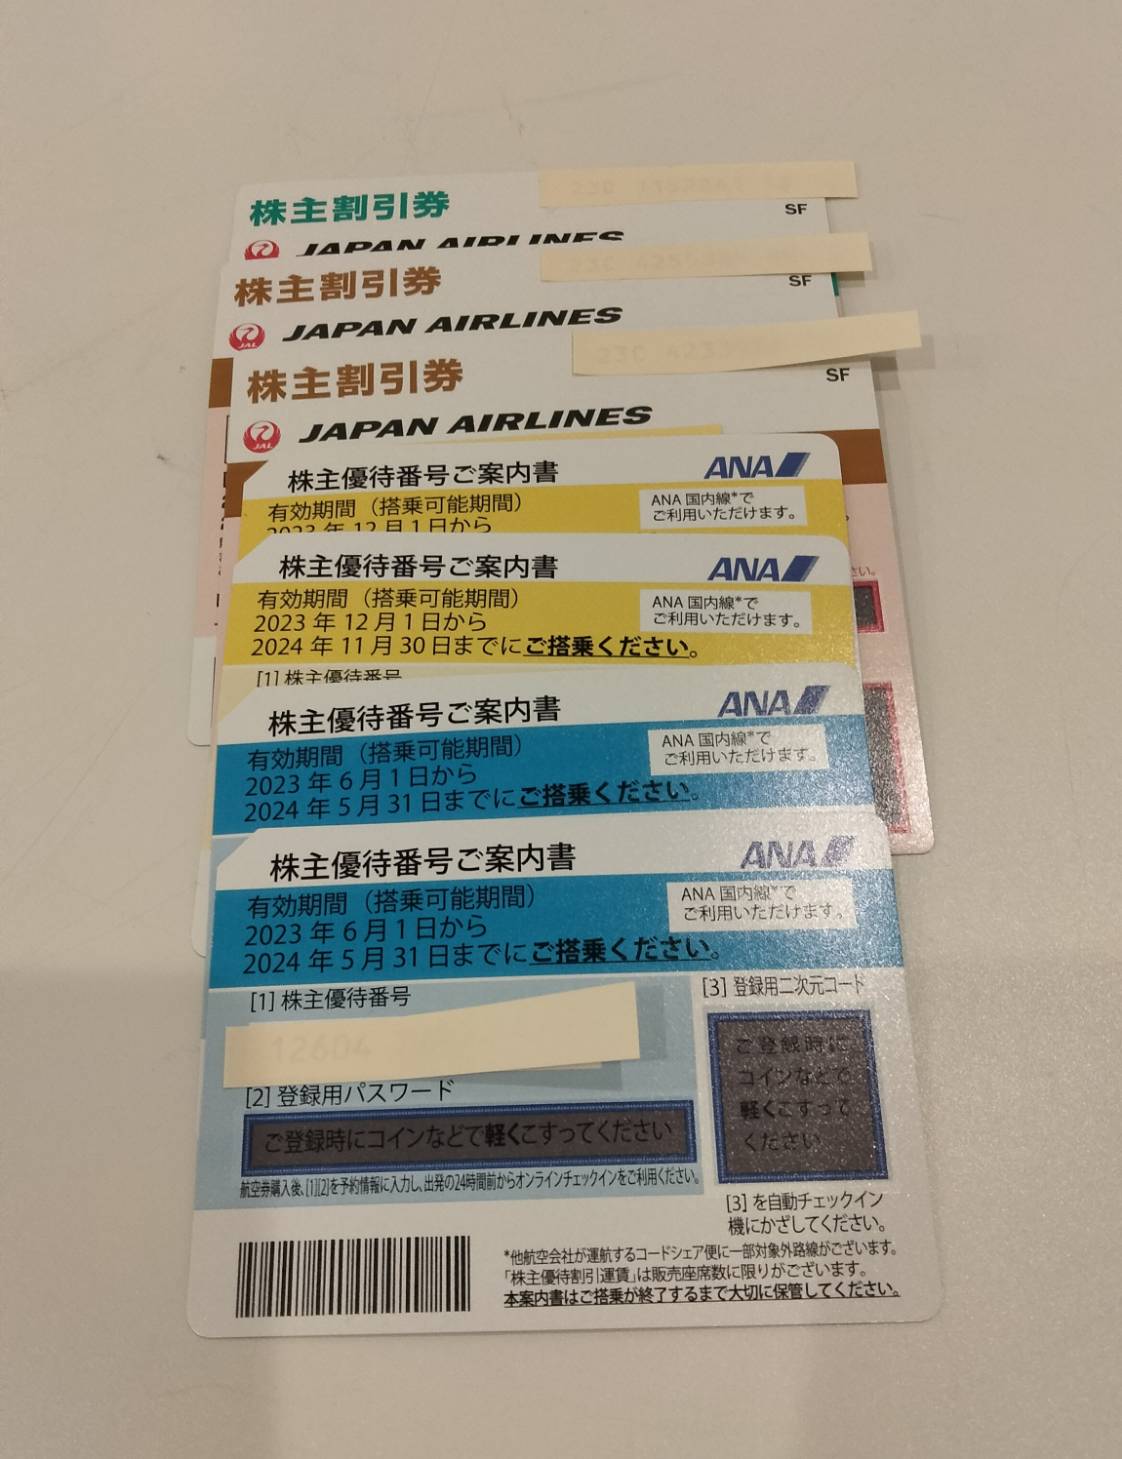 株主割引券
SF
JAPAN AIRLINES
株主割引券
SF
JAL
JAPAN AIRLINES
株主割引券
SF
JAL
JAPAN AIRLINES
株主優待番号ご案内書
ANA
有効期間（搭乗可能期間）
2023 年 12 月 1 日から
ANA 国内線*で
ご利用いただけます。
株主優待番号ご案内書
ANA
有効期間（搭乗可能期間）
2023 年 12 月 1 日から
2024 年 11 月 30 日までにご搭乗ください。
ANA 国内線*で
ご利用いただけます。
[1] 株主優待番号
株主優待番号ご案内書
ANA
有効期間（搭乗可能期間）
2023 年 6 月 1 日から
2024 年 5 月 31 日までにご搭乗ください。
ANA 国内線*で
ご利用いただけます。
株主優待番号ご案内書
ANA
有効期間（搭乗可能期間）
2023 年 6 月 1 日から
2024 年 5 月 31 日までにご搭乗ください。
ANA 国内線*で
ご利用いただけます。
[1] 株主優待番号
[2] 登録用パスワード
ご登録時にコインなどで軽くこすってください
航空券購入後、[1][2]を予約情報に入力し、出発の24時間前からオンラインチェックインをご利用ください。
[3] 登録用二次元コード
ご登録時に
コインなどで
軽くこすって
ください
[3] を自動チェックイン
機にかざしてください。
*他航空会社が運航するコードシェア便に一部対象外路線がございます。
「株主優待割引運賃」は販売座席数に限りがございます。
本案内書はご搭乗が終了するまで大切に保管してください。